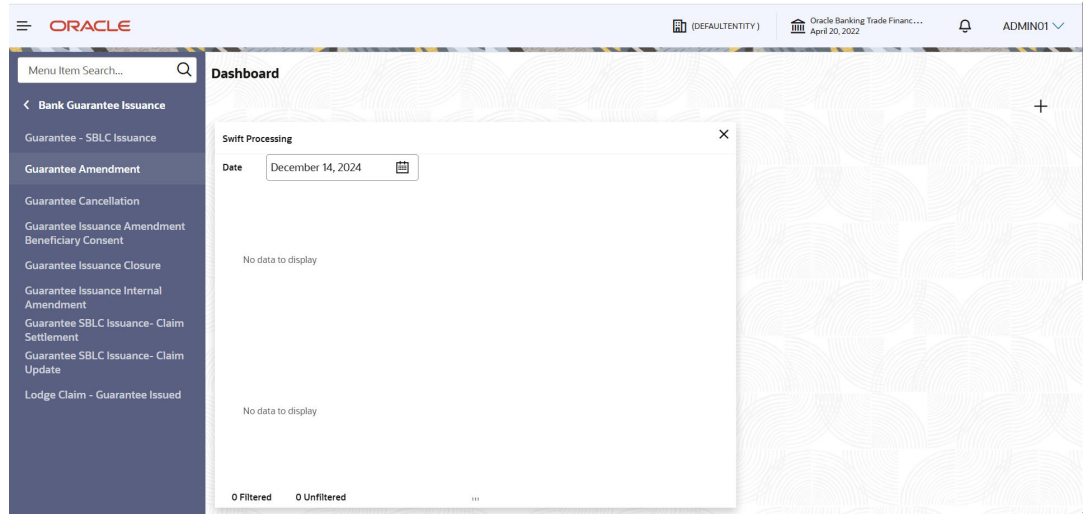 ORACLE
(DEFAULTENTITY)
Oracle Banking Trade Financ...
April 20, 2022
ADMIN01
Menu Item Search...
Bank Guarantee Issuance
Guarantee - SBLC Issuance
Guarantee Amendment
Guarantee Cancellation
Guarantee Issuance Amendment
Beneficiary Consent
Guarantee Issuance Closure
Guarantee Issuance Internal
Amendment
Guarantee SBLC Issuance- Claim
Settlement
Guarantee SBLC Issuance- Claim
Update
Lodge Claim - Guarantee Issued
Dashboard
Swift Processing
Date December 14, 2024
No data to display
No data to display
0 Filtered 0 Unfiltered